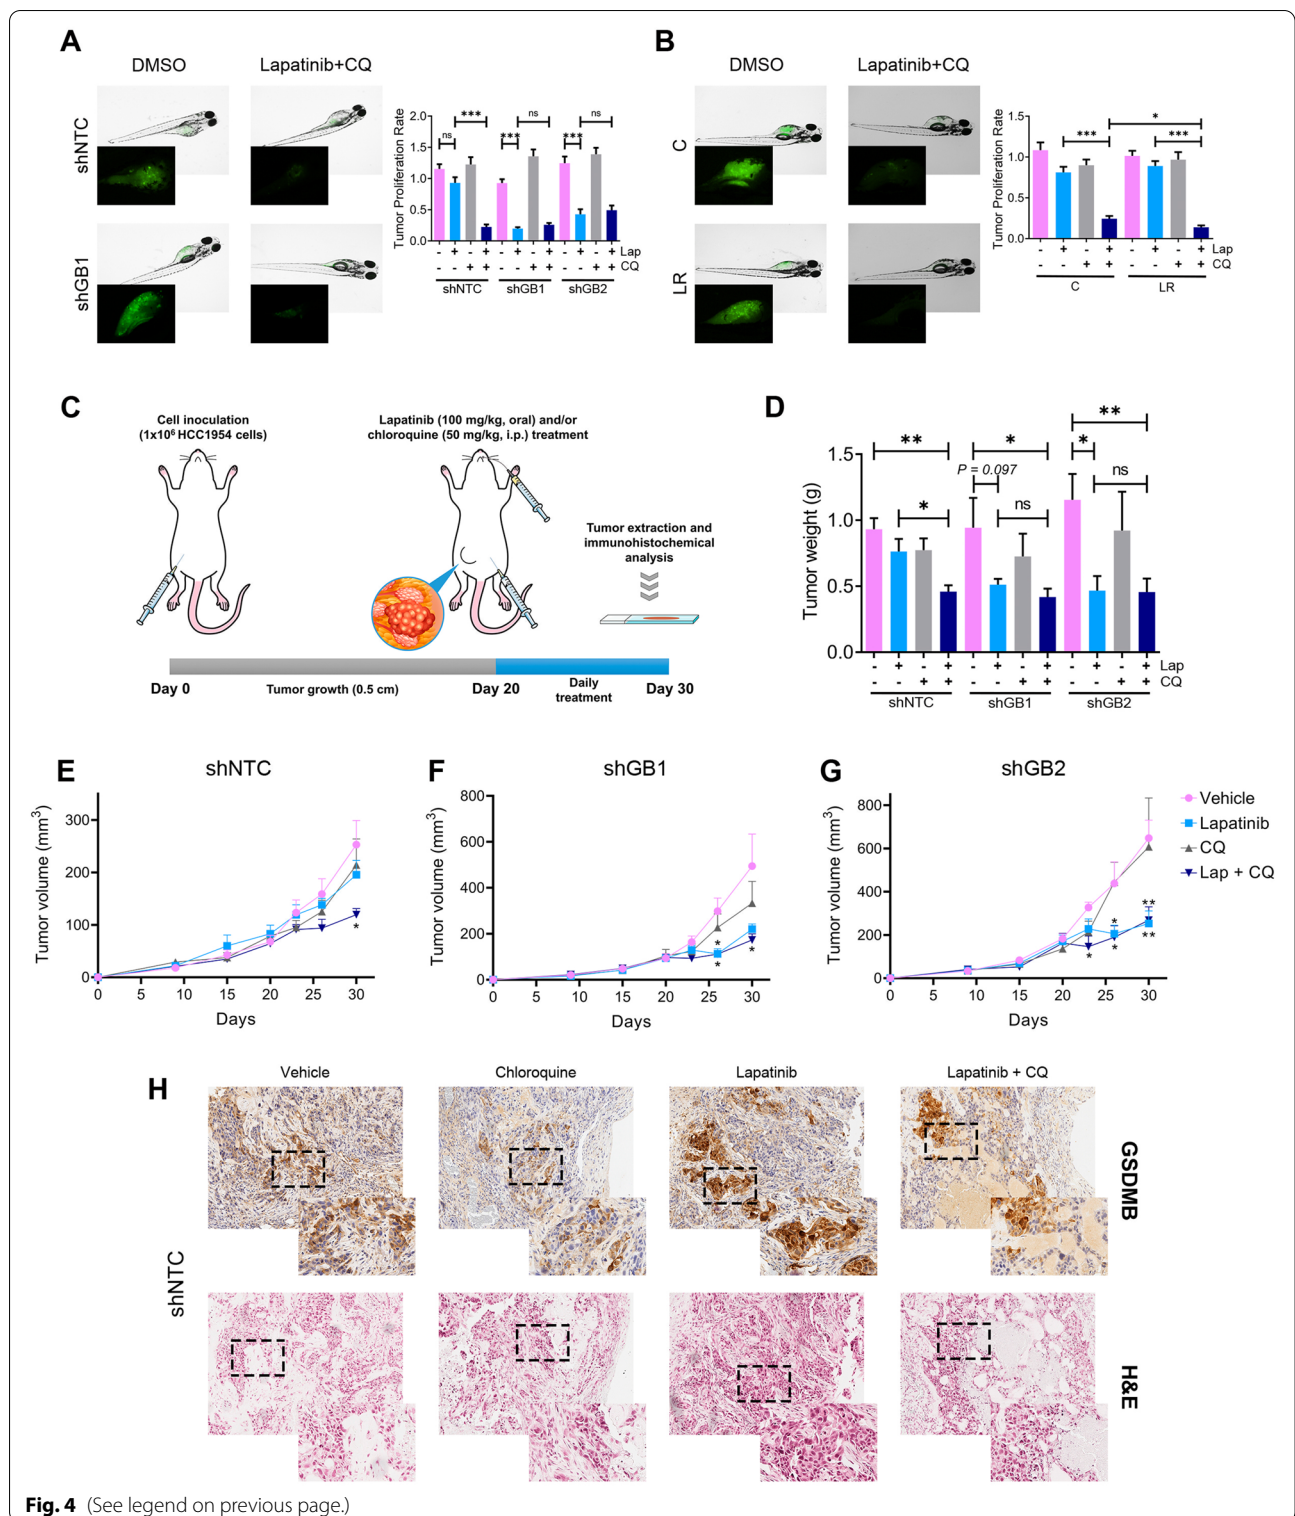 A
DMSO
Lapatinib+CQ
shNTC
shGB1
Tumor Proliferation Rate
2.0
1.5
1.0
0.5
0.0
ns
***
***
ns
***
ns
- + - + - + - + - + - + Lap
- - + + - - + + - - + + CQ
shNTC shGB1 shGB2
B
DMSO
Lapatinib+CQ
C
LR
Tumor Proliferation Rate
1.5
1.0
0.5
0.0
*
***
***
- + - + - + - + Lap
- - + + - - + + CQ
C LR
C
Cell inoculation
(1x10⁶ HCC1954 cells)
Lapatinib (100 mg/kg, oral) and/or
chloroquine (50 mg/kg, i.p.) treatment
Tumor extraction and
immunohistochemical
analysis
Day 0
Tumor growth (0.5 cm)
Day 20
Daily
treatment
Day 30
D
Tumor weight (g)
1.5
1.0
0.5
0.0
**
*
*
P = 0.097
ns
**
*
ns
- + - + - + - + - + - + Lap
- - + + - - + + - - + + CQ
shNTC shGB1 shGB2
E
shNTC
Tumor volume (mm³)
300
200
100
0
*
0 5 10 15 20 25 30
Days
F
shGB1
Tumor volume (mm³)
800
600
400
200
0
*
*
*
0 5 10 15 20 25 30
Days
G
shGB2
Tumor volume (mm³)
800
600
400
200
0
*
*
*
**
**
0 5 10 15 20 25 30
Days
Vehicle
Lapatinib
CQ
Lap + CQ
H
Vehicle
Chloroquine
Lapatinib
Lapatinib + CQ
shNTC
GSDMB
H&E
Fig. 4 (See legend on previous page.)